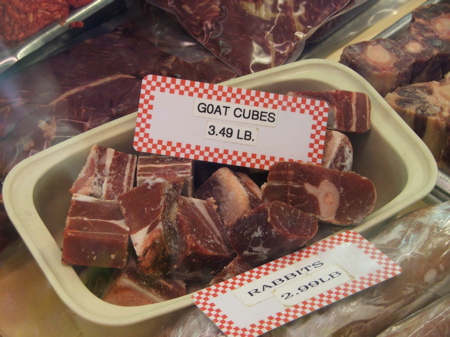 GOAT CUBES
3.49 LB.
RABBITS
2.99LB